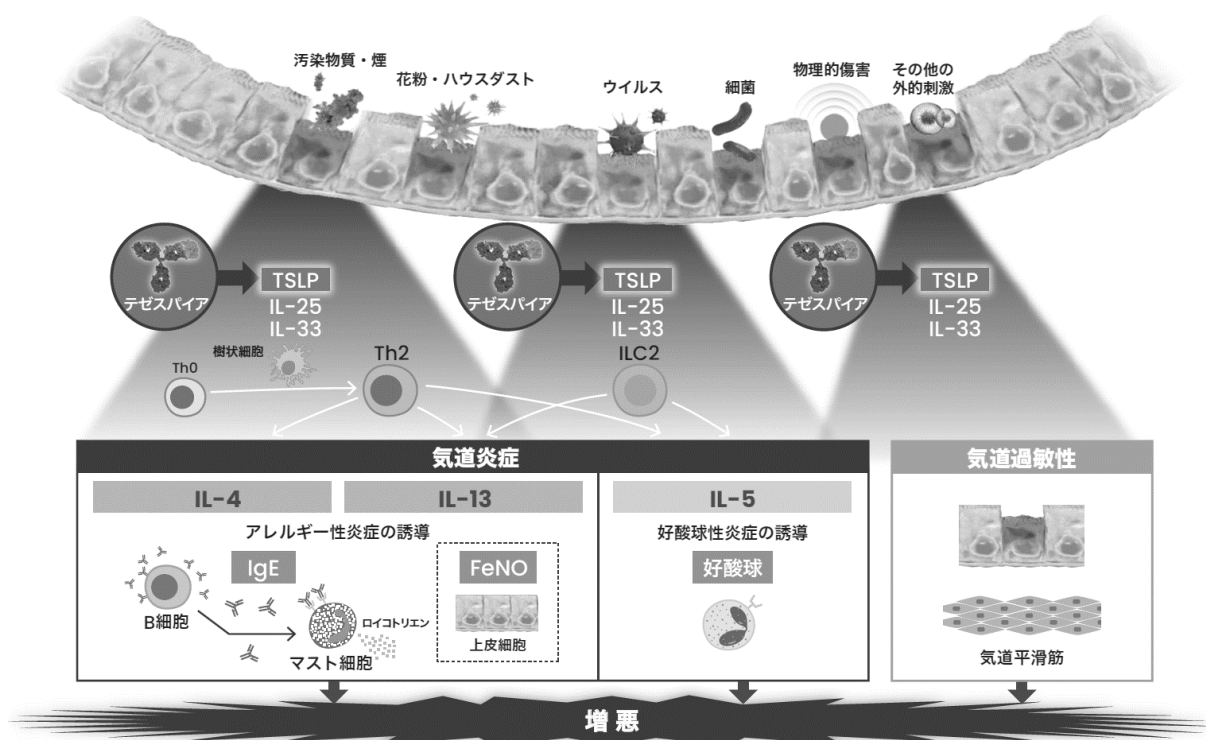 汚染物質・煙
花粉・ハウスダスト
ウイルス
細菌
物理的傷害
その他の
外的刺激
テゼスパイア
TSLP
IL-25
IL-33
テゼスパイア
TSLP
IL-25
IL-33
テゼスパイア
TSLP
IL-25
IL-33
樹状細胞
Th0
Th2
ILC2
気道炎症
気道過敏性
IL-4
IL-13
IL-5
アレルギー性炎症の誘導
好酸球性炎症の誘導
IgE
FeNO
好酸球
B細胞
ロイコトリエン
マスト細胞
上皮細胞
気道平滑筋
増悪